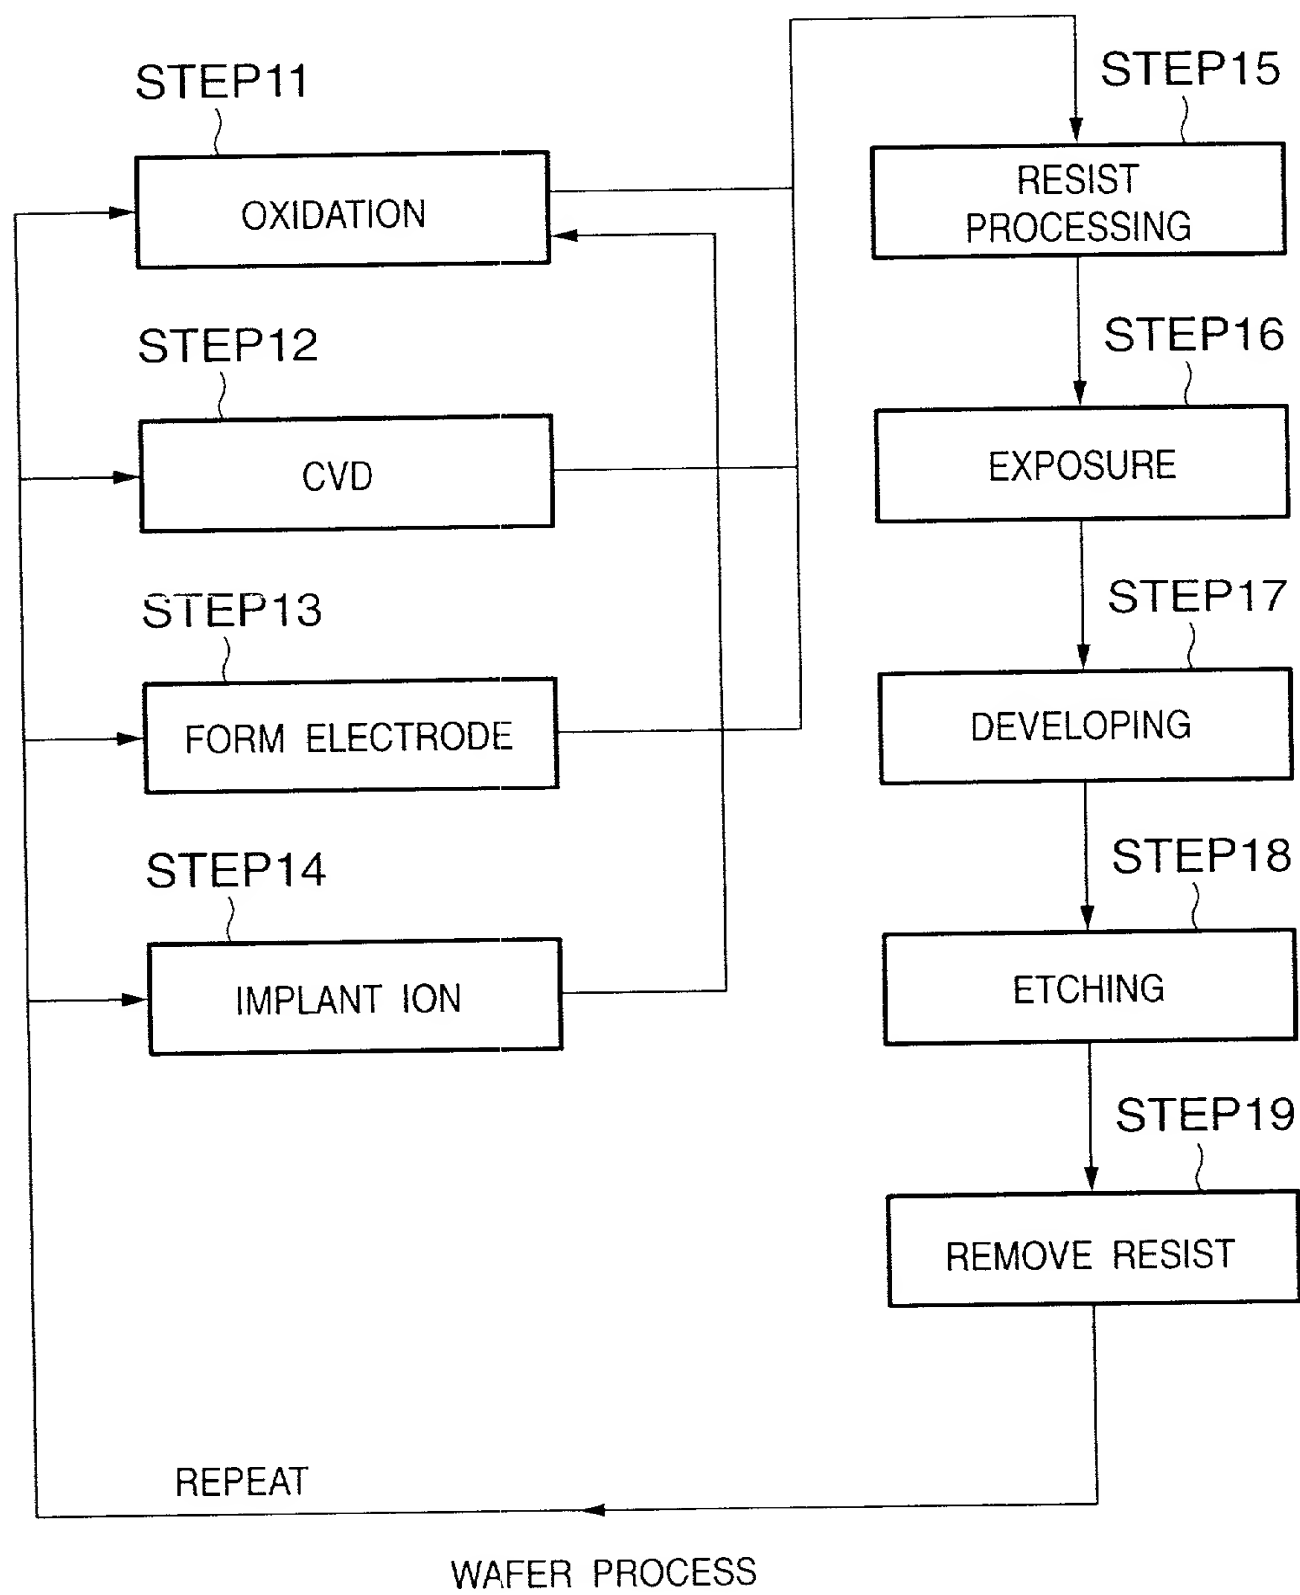 STEP11
OXIDATION
STEP12
CVD
STEP13
FORM ELECTRODE
STEP14
IMPLANT ION
STEP15
RESIST
PROCESSING
STEP16
EXPOSURE
STEP17
DEVELOPING
STEP18
ETCHING
STEP19
REMOVE RESIST
REPEAT
WAFER PROCESS